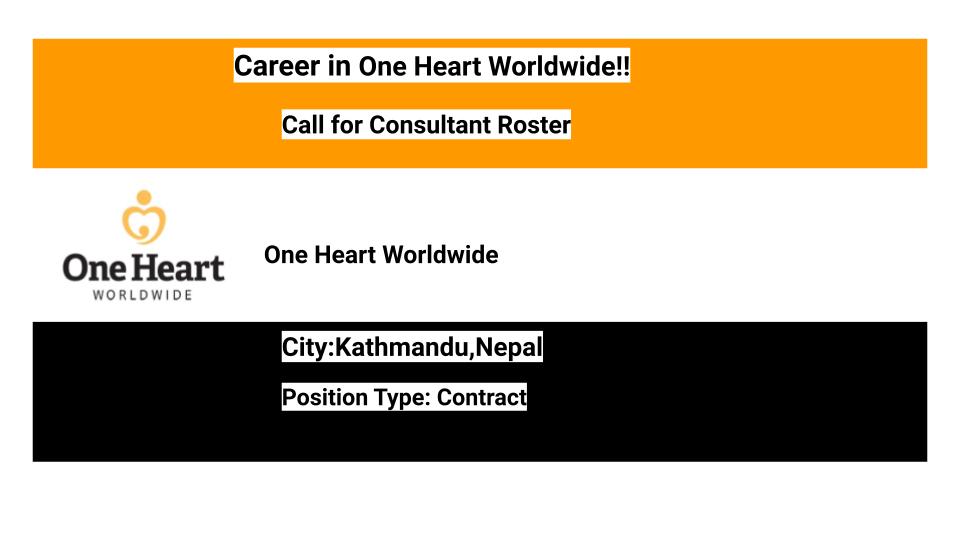 Career in One Heart Worldwide!!
Call for Consultant Roster
One Heart
WORLDWIDE
One Heart Worldwide
City:Kathmandu,Nepal
Position Type: Contract